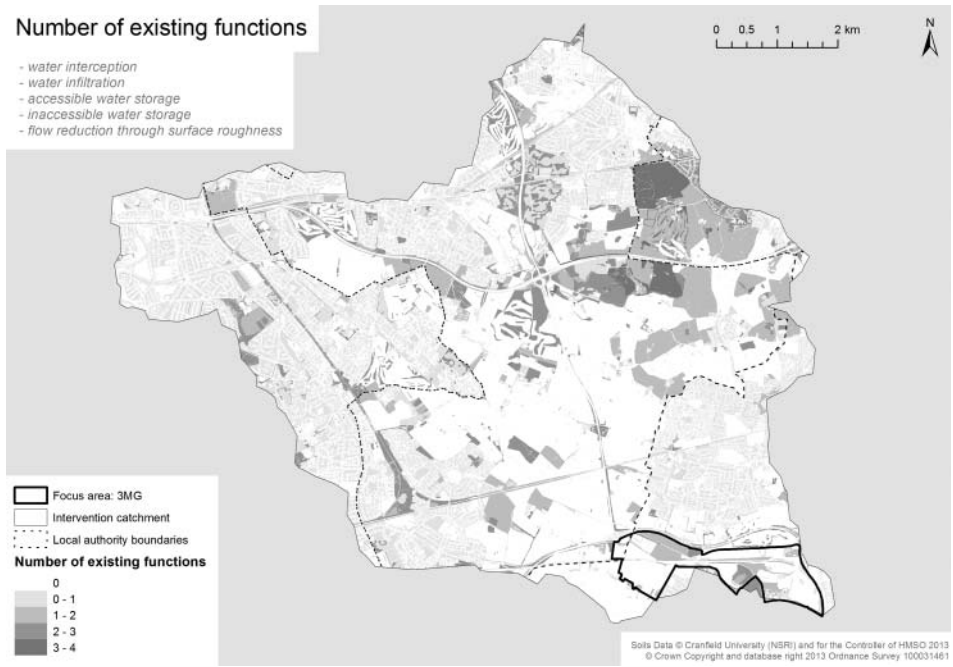 Number of existing functions
- water interception
- water infiltration
- accessible water storage
- inaccessible water storage
- flow reduction through surface roughness
0 0.5 1 2 km
N
Focus area: 3MG
Intervention catchment
Local authority boundaries
Number of existing functions
0
0 - 1
1 - 2
2 - 3
3 - 4
Soils Data © Cranfield University (NSRI) and for the Controller of HMSO 2013
© Crown Copyright and database right 2013 Ordnance Survey 100031461